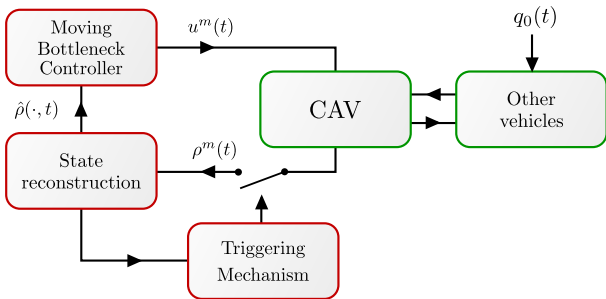 Moving
Bottleneck
Controller
u^m(t)
q_0(t)
CAV
Other
vehicles
ρ̂(·, t)
ρ^m(t)
State
reconstruction
Triggering
Mechanism